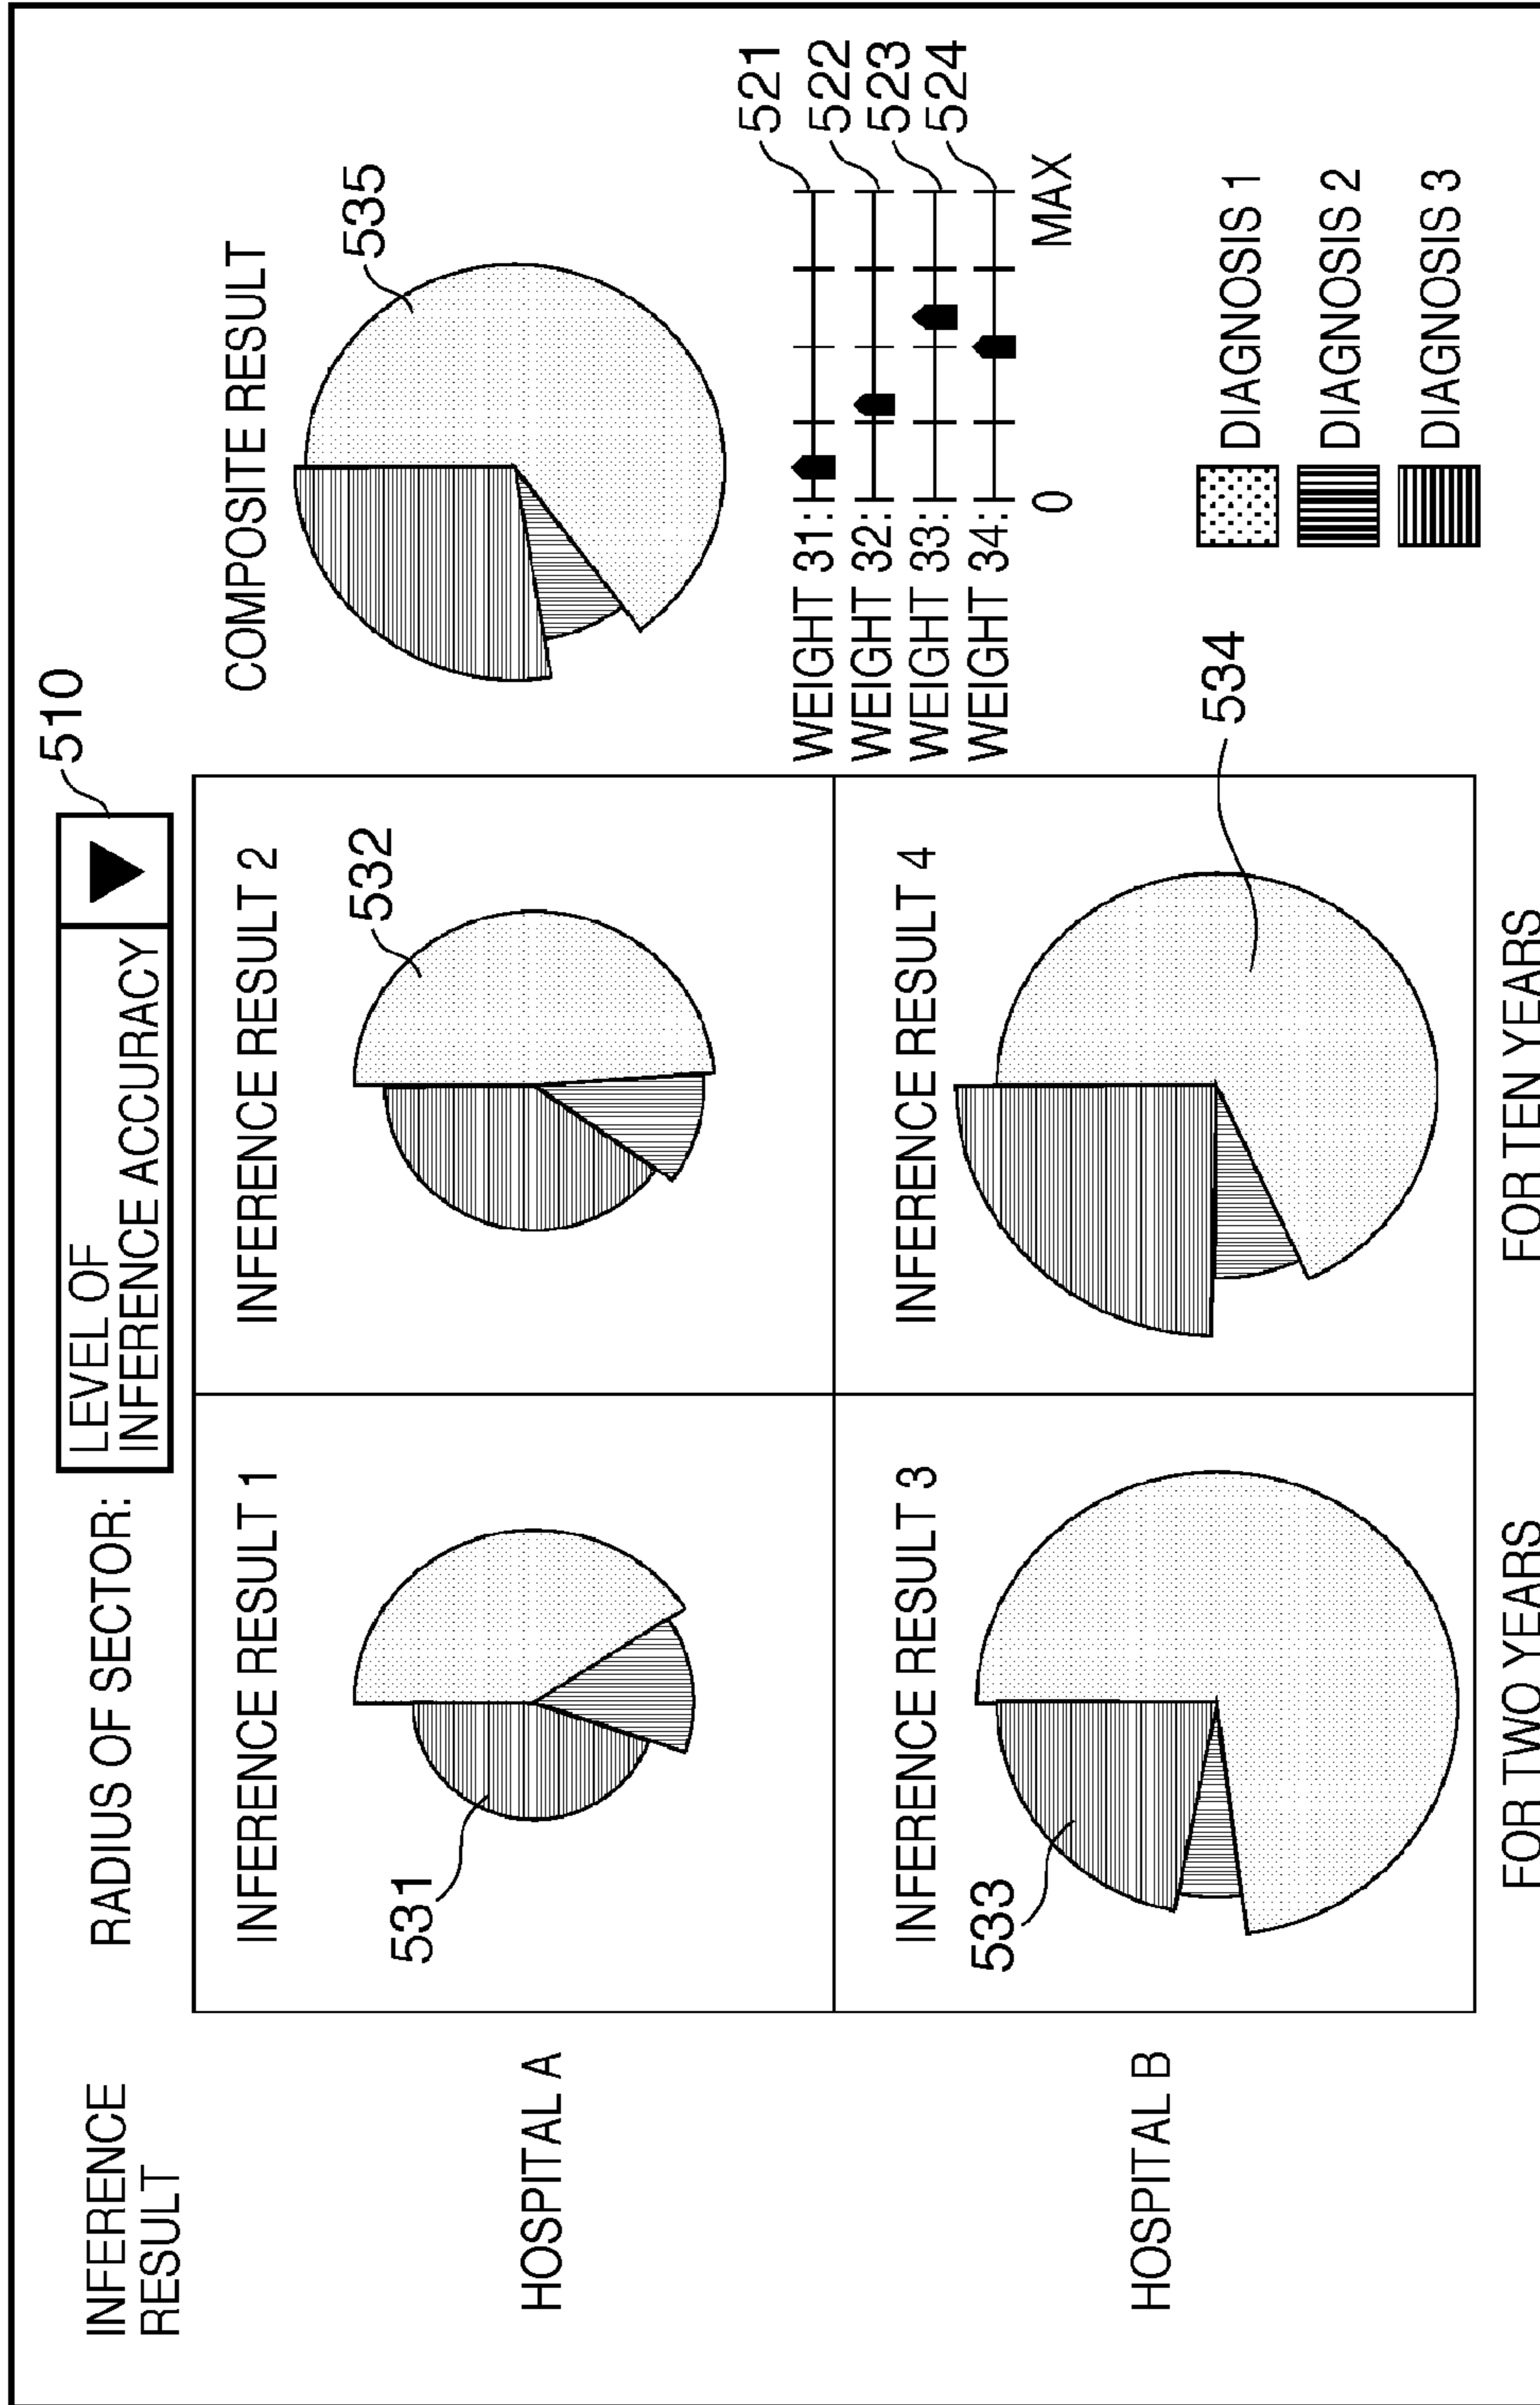 510
INFERENCE
RESULT
RADIUS OF SECTOR:
LEVEL OF
INFERENCE ACCURACY
INFERENCE RESULT 1
INFERENCE RESULT 2
COMPOSITE RESULT
531
532
535
HOSPITAL A
521
522
523
524
WEIGHT 31:
WEIGHT 32:
WEIGHT 33:
WEIGHT 34:
0
MAX
INFERENCE RESULT 3
INFERENCE RESULT 4
533
534
HOSPITAL B
DIAGNOSIS 1
DIAGNOSIS 2
DIAGNOSIS 3
FOR TWO YEARS
FOR TEN YEARS